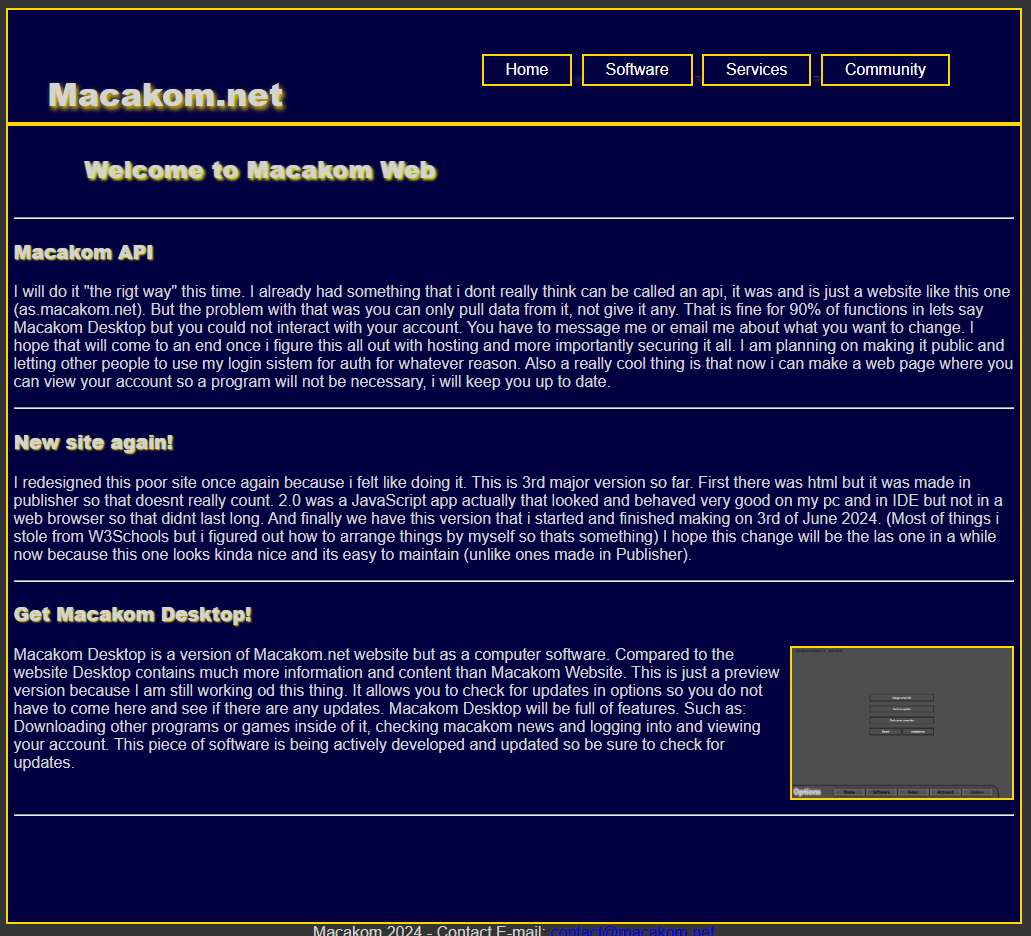 Home Software Services Community
Macakom.net
Welcome to Macakom Web
Macakom API
I will do it "the rigt way" this time. I already had something that i dont really think can be called an api, it was and is just a website like this one
(as.macakom.net). But the problem with that was you can only pull data from it, not give it any. That is fine for 90% of functions in lets say
Macakom Desktop but you could not interact with your account. You have to message me or email me about what you want to change. I
hope that will come to an end once i figure this all out with hosting and more importantly securing it all. I am planning on making it public and
letting other people to use my login sistem for auth for whatever reason. Also a really cool thing is that now i can make a web page where you
can view your account so a program will not be necessary, i will keep you up to date.
New site again!
I redesigned this poor site once again because i felt like doing it. This is 3rd major version so far. First there was html but it was made in
publisher so that doesnt really count. 2.0 was a JavaScript app actually that looked and behaved very good on my pc and in IDE but not in a
web browser so that didnt last long. And finally we have this version that i started and finished making on 3rd of June 2024. (Most of things i
stole from W3Schools but i figured out how to arrange things by myself so thats something) I hope this change will be the las one in a while
now because this one looks kinda nice and its easy to maintain (unlike ones made in Publisher).
Get Macakom Desktop!
Macakom Desktop is a version of Macakom.net website but as a computer software. Compared to the
website Desktop contains much more information and content than Macakom Website. This is just a preview
version because I am still working od this thing. It allows you to check for updates in options so you do not
have to come here and see if there are any updates. Macakom Desktop will be full of features. Such as:
Downloading other programs or games inside of it, checking macakom news and logging into and viewing
your account. This piece of software is being actively developed and updated so be sure to check for
updates.
Options Home Software News Account
Macakom 2024 - Contact E-mail: contact@macakom.net